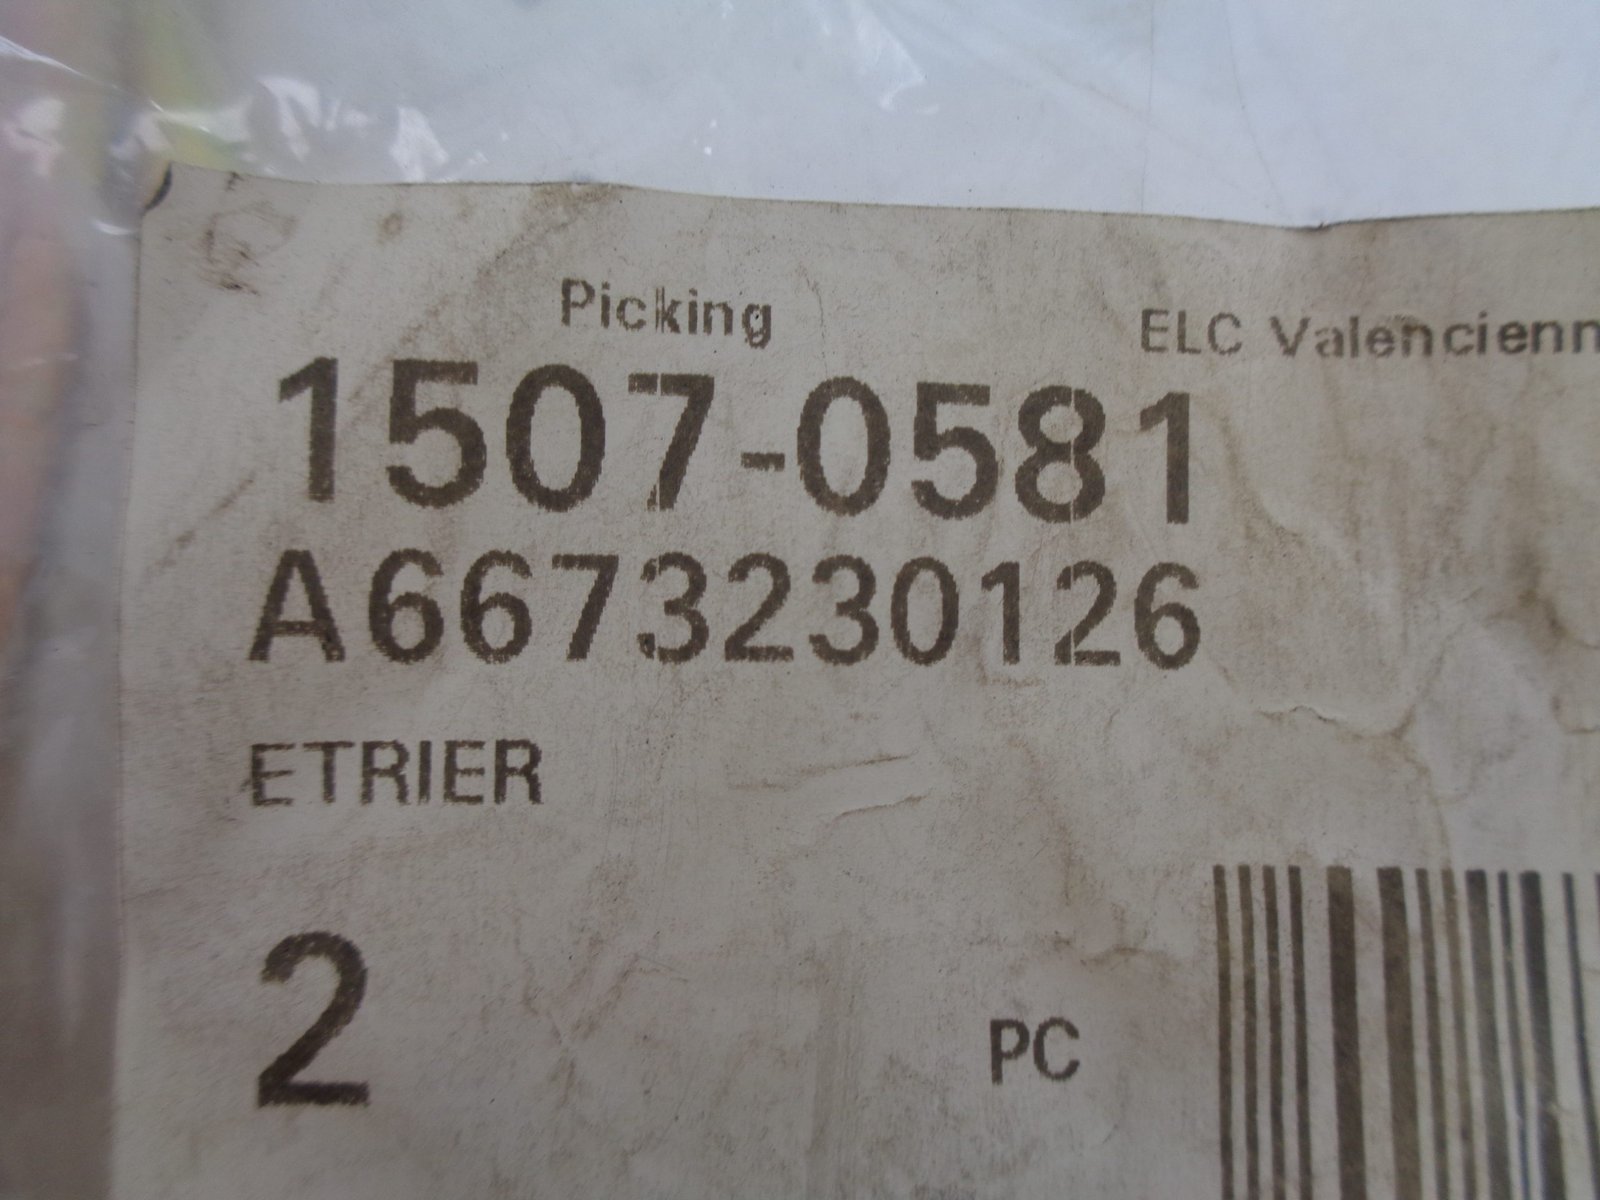 Picking ELC Valencienn
1507-0581
A6673230126
ETRIER
2 PC